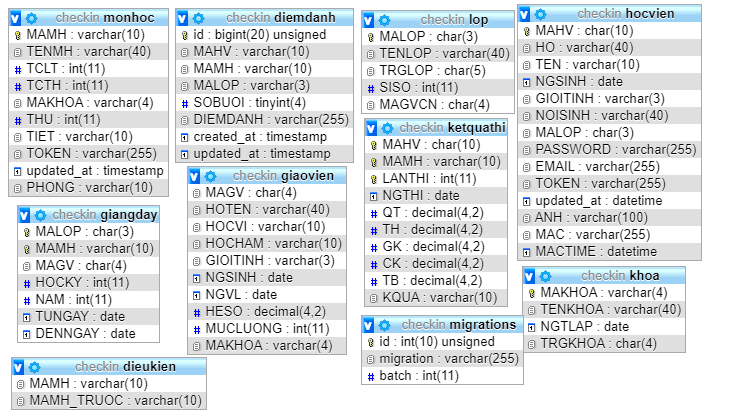 checkin monhoc
MAMH : varchar(10)
TENMH : varchar(40)
TCLT : int(11)
TCTH : int(11)
MAKHOA : varchar(4)
THU : int(11)
TIET : varchar(10)
TOKEN : varchar(255)
updated_at : timestamp
PHONG : varchar(10)
checkin diemdanh
id : bigint(20) unsigned
MAHV : varchar(10)
MAMH : varchar(10)
MALOP : varchar(3)
SOBUOI : tinyint(4)
DIEMDANH : varchar(255)
created_at : timestamp
updated_at : timestamp
checkin lop
MALOP : char(3)
TENLOP : varchar(40)
TRGLOP : char(5)
SISO : int(11)
MAGVCN : char(4)
checkin hocvien
MAHV : char(10)
HO : varchar(40)
TEN : varchar(10)
NGSINH : date
GIOITINH : varchar(3)
NOISINH : varchar(40)
MALOP : char(3)
PASSWORD : varchar(255)
EMAIL : varchar(255)
TOKEN : varchar(255)
updated_at : datetime
ANH : varchar(100)
MAC : varchar(255)
MACTIME : datetime
checkin ketquathi
MAHV : char(10)
MAMH : varchar(10)
LANTHI : int(11)
NGTHI : date
QT : decimal(4,2)
TH : decimal(4,2)
GK : decimal(4,2)
CK : decimal(4,2)
TB : decimal(4,2)
KQUA : varchar(10)
checkin giaovien
MAGV : char(4)
HOTEN : varchar(40)
HOCVI : varchar(10)
HOCHAM : varchar(10)
GIOITINH : varchar(3)
NGSINH : date
NGVL : date
HESO : decimal(4,2)
MUCLUONG : int(11)
MAKHOA : varchar(4)
checkin giangday
MALOP : char(3)
MAMH : varchar(10)
MAGV : char(4)
HOCKY : int(11)
NAM : int(11)
TUNGAY : date
DENNGAY : date
checkin khoa
MAKHOA : varchar(4)
TENKHOA : varchar(40)
NGTLAP : date
TRGKHOA : char(4)
checkin migrations
id : int(10) unsigned
migration : varchar(255)
batch : int(11)
checkin dieukien
MAMH : varchar(10)
MAMH_TRUOC : varchar(10)